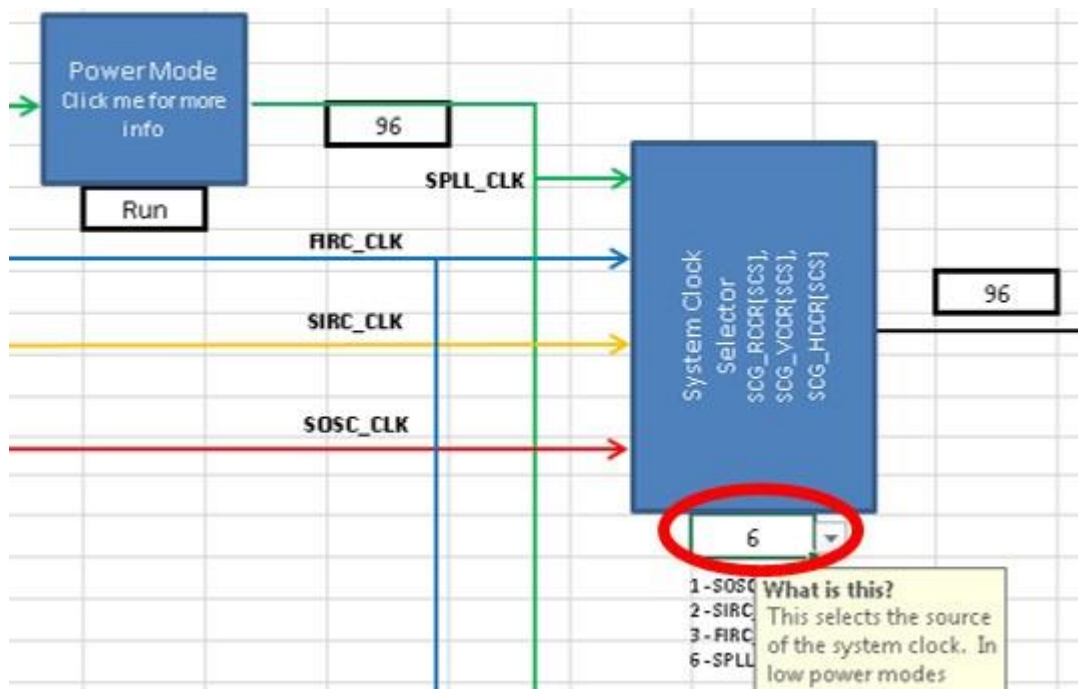 Power Mode
Click me for more
info
96
Run
SPLL_CLK
FIRC_CLK
SIRC_CLK
SOSC_CLK
System Clock
Selector
SCG_RCCR[SCS],
SCG_VCCR[SCS],
SCG_HCCR[SCS]
96
6
1-SOSC
2-SIRC
3-FIRC
6-SPLL
What is this?
This selects the source
of the system clock. In
low power modes